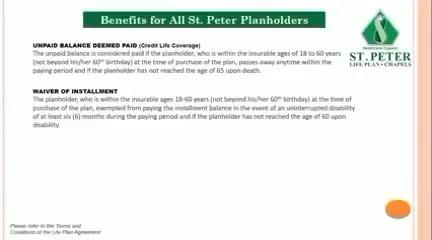 Benefits for All St. Peter Planholders
UNPAID BALANCE DEEMED PAID (Credit Life Coverage)
The unpaid balance is considered paid if the planholder, who is within the insurable ages of 18 to 60 years
(not beyond his/her 60th birthday) at the time of purchase of the plan, passes away anytime within the
paying period and if the planholder has not reached the age of 65 upon death.
ST. PETER
LIFE PLAN • CHAPELS
WAIVER OF INSTALLMENT
The planholder, who is within the insurable ages 18-60 years (not beyond his/her 60th birthday) at the time of
purchase of the plan, exempted from paying the installment balance in the event of an uninterrupted disability
of at least six (6) months during the paying period and if the planholder has not reached the age of 60 upon
disability.
Please refer to the Terms and
Conditions of the Life Plan Agreement